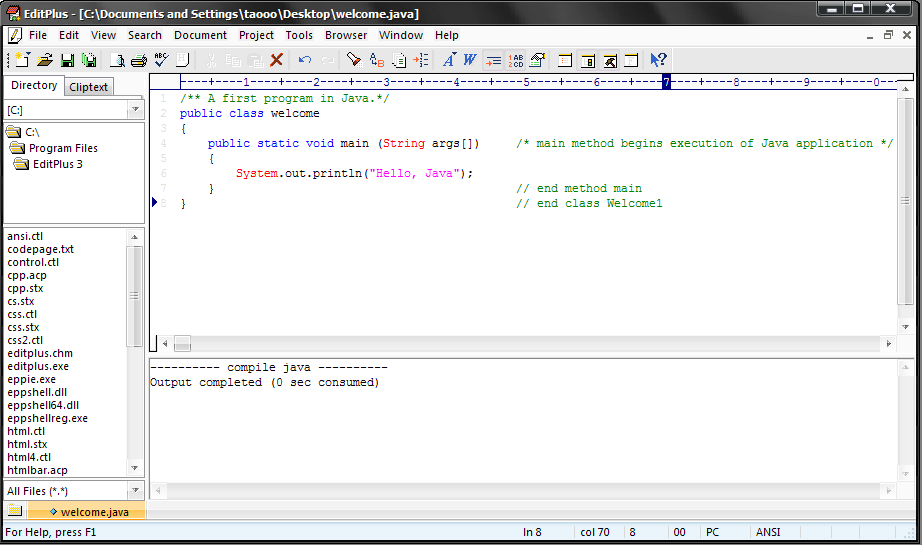 EditPlus - [C:\Documents and Settings\taooo\Desktop\welcome.java]
File Edit View Search Document Project Tools Browser Window Help
Directory Cliptext
[C:]
C:\
Program Files
EditPlus 3
ansi.ctl
codepage.txt
control.ctl
cpp.acp
cpp.stx
cs.stx
css.ctl
css.stx
css2.ctl
editplus.chm
editplus.exe
eppie.exe
eppshell.dll
eppshell64.dll
eppshellreg.exe
html.ctl
html.stx
html4.ctl
htmlbar.acp
All Files (*.*)
welcome.java
----+----1----+----2----+----3----+----4----+----5----+----6----+----7----+----8----+----9----+----0--
1 /** A first program in Java.*/
2 public class welcome
3 {
4 public static void main (String args[]) /* main method begins execution of Java application */
5 {
6 System.out.println("Hello, Java");
7 } // end method main
8 } // end class Welcome1
---------- compile java ----------
Output completed (0 sec consumed)
For Help, press F1 ln 8 col 70 8 00 PC ANSI